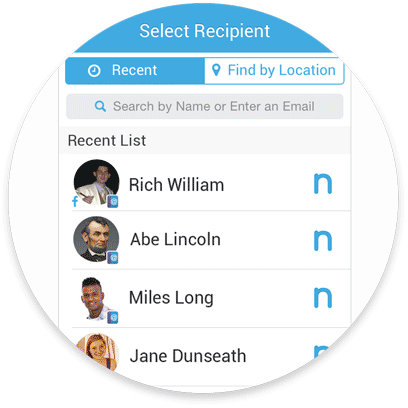 Select Recipient
Recent Find by Location
Search by Name or Enter an Email
Recent List
Rich William n
Abe Lincoln n
Miles Long n
Jane Dunseath n